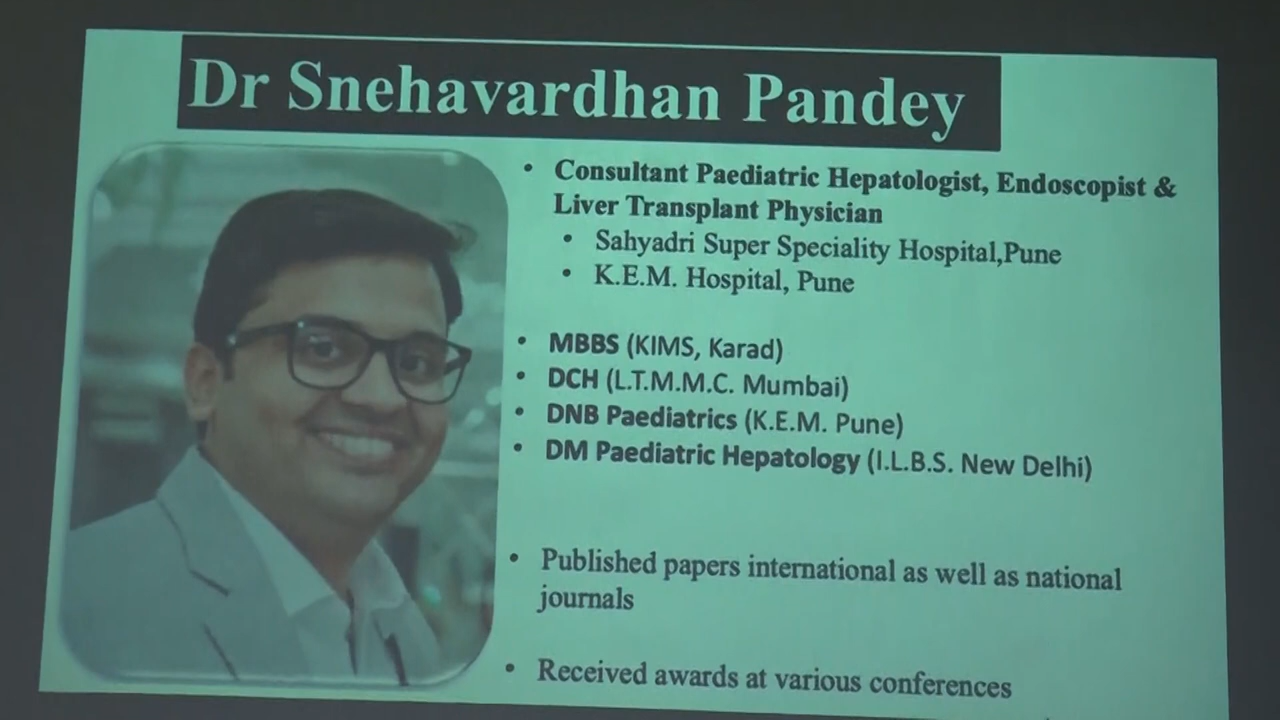 Dr Snehavardhan Pandey
• Consultant Paediatric Hepatologist, Endoscopist &
Liver Transplant Physician
• Sahyadri Super Speciality Hospital,Pune
• K.E.M. Hospital, Pune
• MBBS (KIMS, Karad)
• DCH (L.T.M.M.C. Mumbai)
• DNB Paediatrics (K.E.M. Pune)
• DM Paediatric Hepatology (I.L.B.S. New Delhi)
• Published papers international as well as national
journals
• Received awards at various conferences